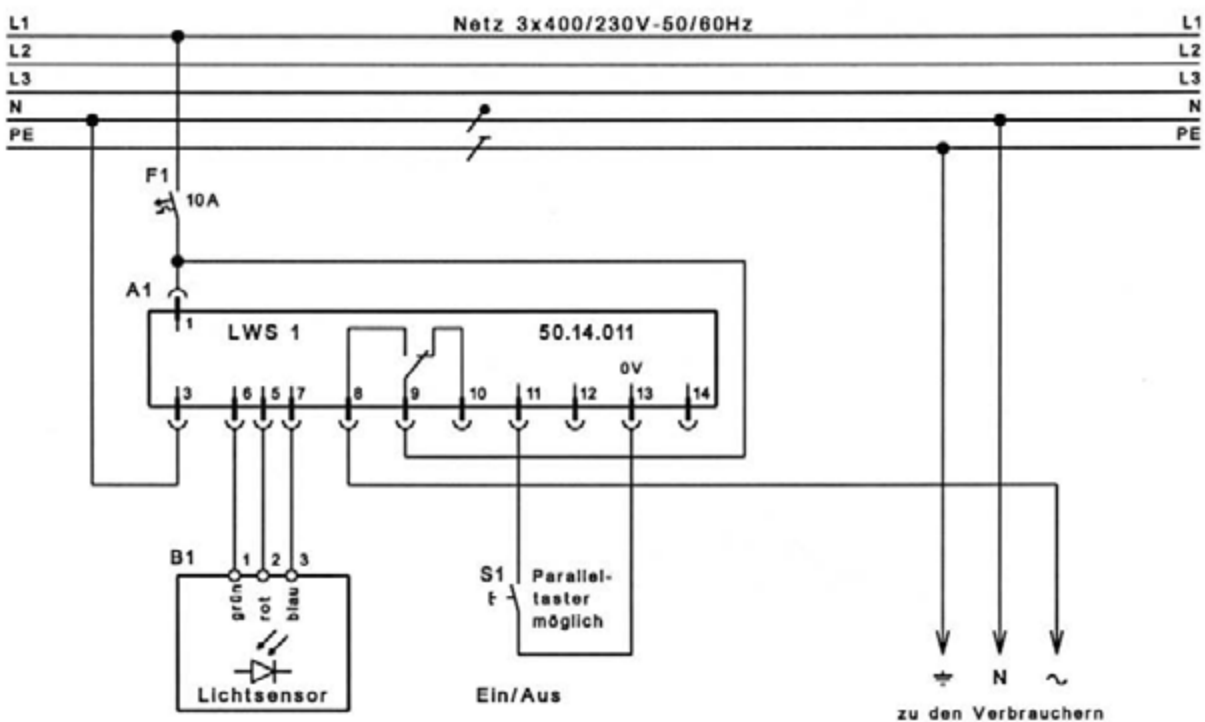 L1 Netz 3x400/230V-50/60Hz L1
L2 L2
L3 L3
N N
PE PE
F1
10A
A1
1
LWS 1 50.14.011
0V
3 6 5 7 8 9 10 11 12 13 14
B1 1 2 3
grün rot blau
Lichtsensor
S1 Parallel-
taster
möglich
Ein/Aus
N
zu den Verbrauchern